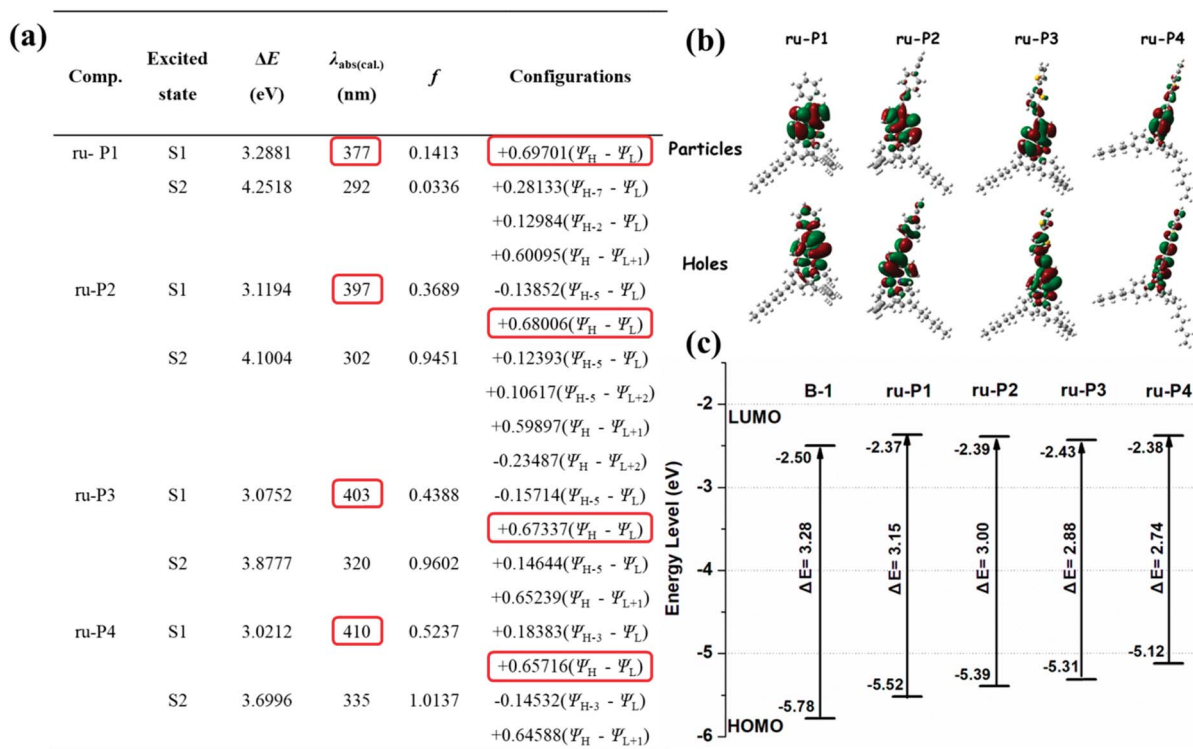 (a)
Comp. Excited state ΔE (eV) λabs(cal.) (nm) f Configurations
ru- P1 S1 3.2881 377 0.1413 +0.69701(ΨH - ΨL)
S2 4.2518 292 0.0336 +0.28133(ΨH-7 - ΨL)
+0.12984(ΨH-2 - ΨL)
+0.60095(ΨH - ΨL+1)
ru-P2 S1 3.1194 397 0.3689 -0.13852(ΨH-5 - ΨL)
+0.68006(ΨH - ΨL)
S2 4.1004 302 0.9451 +0.12393(ΨH-5 - ΨL)
+0.10617(ΨH-5 - ΨL+2)
+0.59897(ΨH - ΨL+1)
-0.23487(ΨH - ΨL+2)
ru-P3 S1 3.0752 403 0.4388 -0.15714(ΨH-5 - ΨL)
+0.67337(ΨH - ΨL)
S2 3.8777 320 0.9602 +0.14644(ΨH-5 - ΨL)
+0.65239(ΨH - ΨL+1)
ru-P4 S1 3.0212 410 0.5237 +0.18383(ΨH-3 - ΨL)
+0.65716(ΨH - ΨL)
S2 3.6996 335 1.0137 -0.14532(ΨH-3 - ΨL)
+0.64588(ΨH - ΨL+1)
(b)
ru-P1 ru-P2 ru-P3 ru-P4
Particles
Holes
(c)
B-1 ru-P1 ru-P2 ru-P3 ru-P4
-2
LUMO
-2.50 -2.37 -2.39 -2.43 -2.38
-3
Energy Level (eV)
ΔE= 3.28 ΔE= 3.15 ΔE= 3.00 ΔE= 2.88 ΔE= 2.74
-4
-5
-5.78 -5.52 -5.39 -5.31 -5.12
HOMO
-6